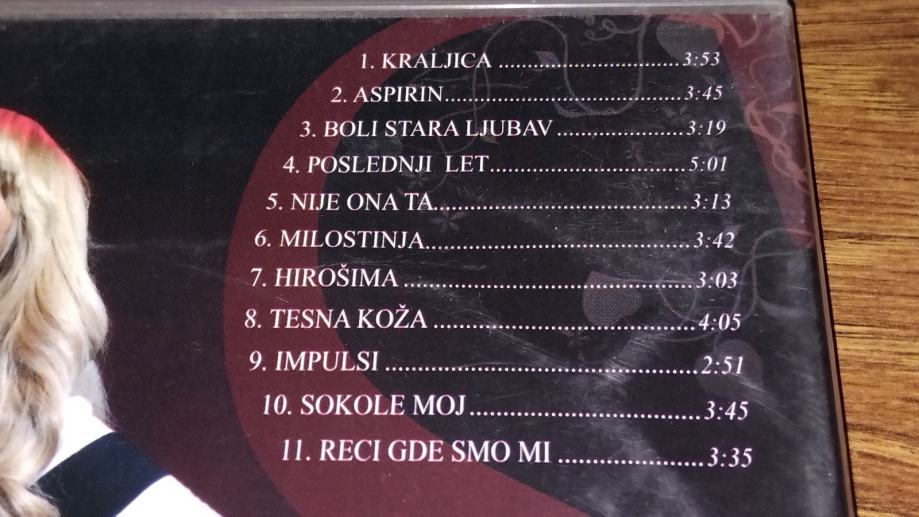 1. KRALJICA ..............................3:53
2. ASPIRIN.......................................3:45
3. BOLI STARA LJUBAV .....................3:19
4. POSLEDNJI LET................................5:01
5. NIJE ONA TA.........................................3:13
6. MILOSTINJA...........................................3:42
7. HIROŠIMA ..............................................3:03
8. TESNA KOŽA .........................................4:05
9. IMPULSI ..................................................2:51
10. SOKOLE MOJ.....................................3:45
11. RECI GDE SMO MI .......................3:35